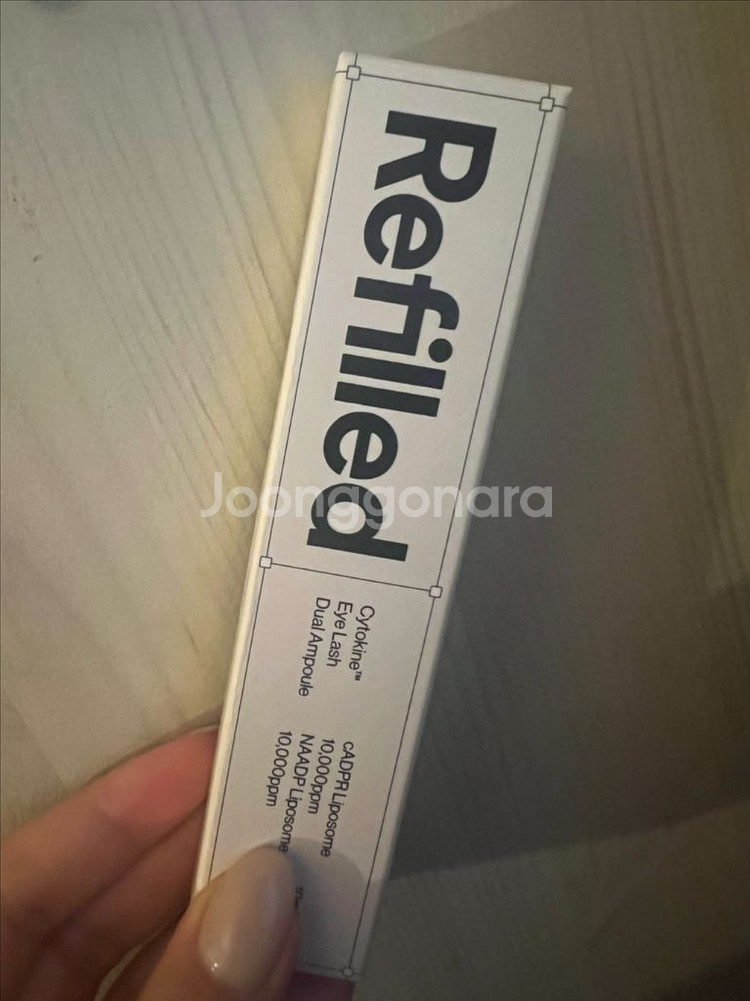 Refilled
Cytokine™
Eye Lash
Dual Ampoule
cADPR Liposome
10,000ppm
NAADP Liposome
10,000ppm
Joonggonara